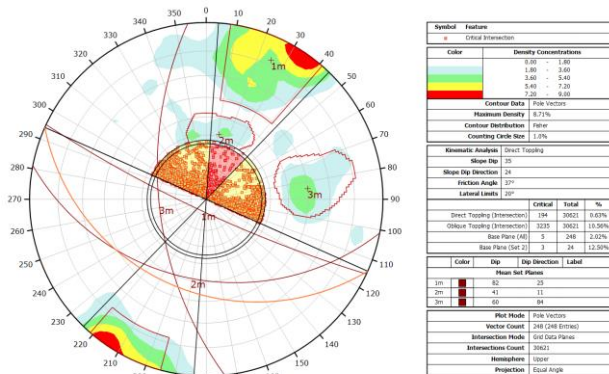 350
0
10
20
30
40
50
60
70
80
90
100
110
120
130
140
150
160
170
190
200
210
220
230
240
250
260
270
280
290
300
310
320
330
340
1m
2m
3m
1m
3m
2m
Symbol Feature
Critical Intersection
Color Density Concentrations
0.00 - 1.80
1.80 - 3.60
3.60 - 5.40
5.40 - 7.20
7.20 - 9.00
Contour Data Pole Vectors
Maximum Density 8.71%
Contour Distribution Fisher
Counting Circle Size 1.0%
Kinematic Analysis Direct Toppling
Slope Dip 35
Slope Dip Direction 24
Friction Angle 37°
Lateral Limits 20°
Critical Total %
Direct Toppling (Intersection) 194 30621 0.63%
Oblique Toppling (Intersection) 3235 30621 10.56%
Base Plane (All) 5 248 2.02%
Base Plane (Set 2) 3 24 12.50%
Color Dip Dip Direction Label
Mean Set Planes
1m 82 25
2m 41 11
3m 60 84
Plot Mode Pole Vectors
Vector Count 248 (248 Entries)
Intersection Mode Grid Data Planes
Intersections Count 30621
Hemisphere Upper
Projection Equal Angle